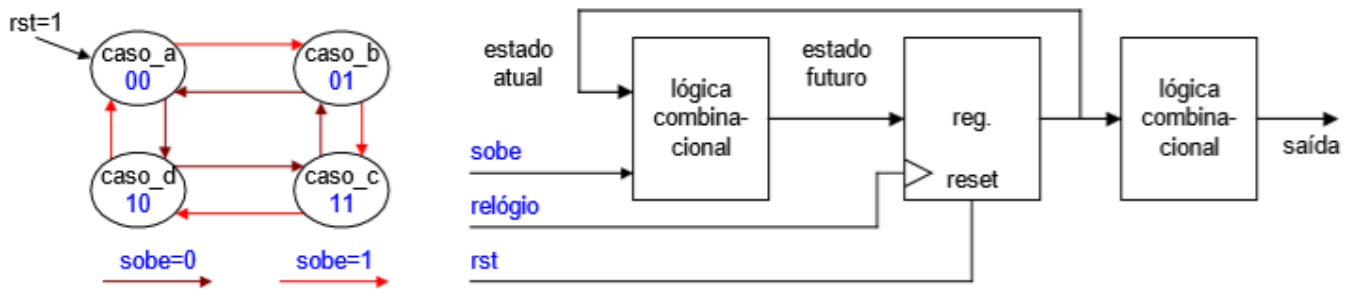 rst=1
caso_a
00
caso_b
01
caso_d
10
caso_c
11
sobe=0
sobe=1
estado
atual
lógica
combina-
cional
estado
futuro
reg.
reset
lógica
combina-
cional
saída
sobe
relógio
rst